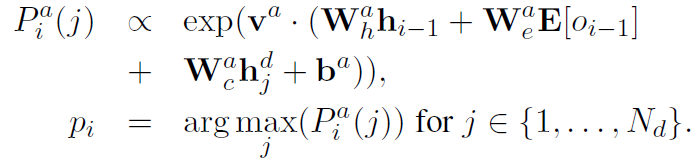 P_i^a(j) ∝ exp(v^a · (W_h^a h_{i−1} + W_e^a E[o_{i−1}]
+ W_c^a h_j^d + b^a)),
p_i = arg max_j (P_i^a(j)) for j ∈ {1, . . . , N_d}.